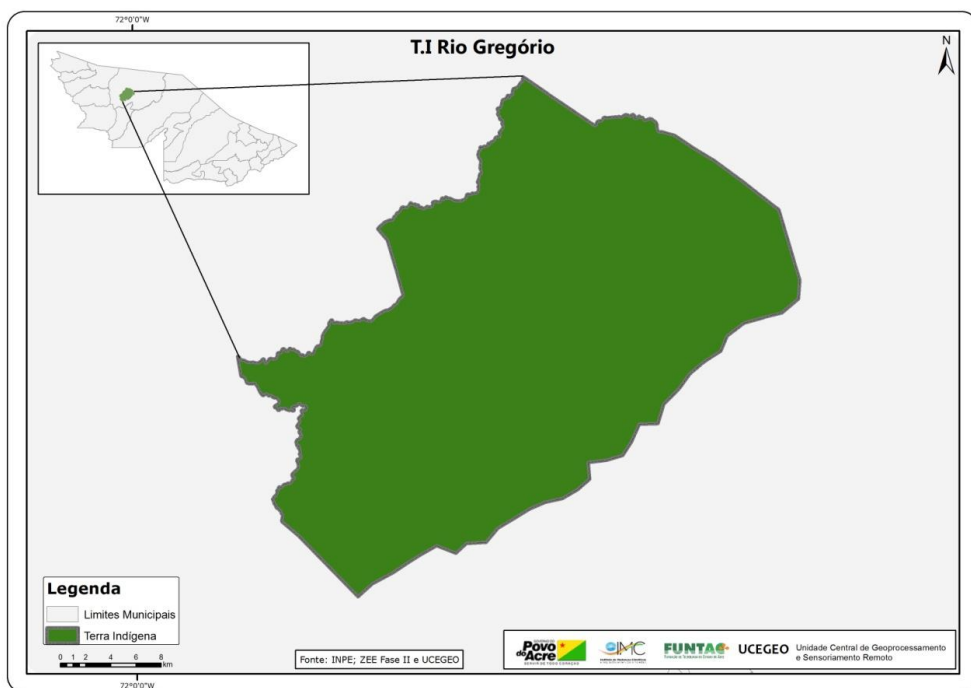 72°0'0"W
T.I Rio Gregório
N
Legenda
Limites Municipais
Terra Indígena
0 1 2 4 6 8
km
Fonte: INPE; ZEE Fase II e UCEGEO
Povo
do Acre
IMC
FUNTAC
UCEGEO
Unidade Central de Geoprocessamento
e Sensoriamento Remoto
72°0'0"W